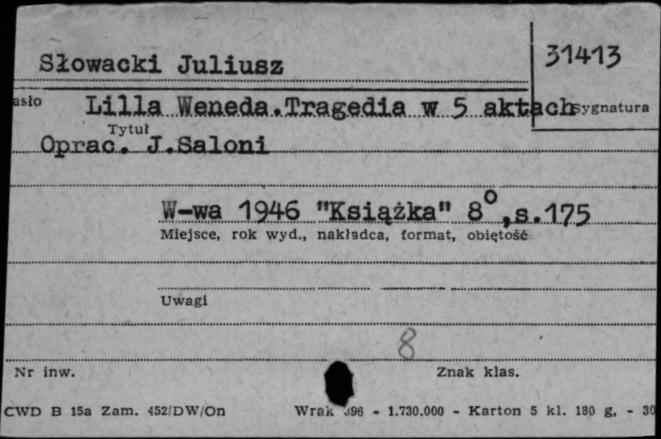 31413
Słowacki Juliusz
asło Lilla Weneda.Tragedia w 5 aktach Sygnatura
Tytuł
Oprac. J.Saloni
W-wa 1946 "Książka" 8°,s.175
Miejsce, rok wyd., nakładca, format, objętość
Uwagi
8
Nr inw. Znak klas.
CWD B 15a Zam. 452/DW/On Wrak 96 - 1.730.000 - Karton 5 kl. 180 g, - 30